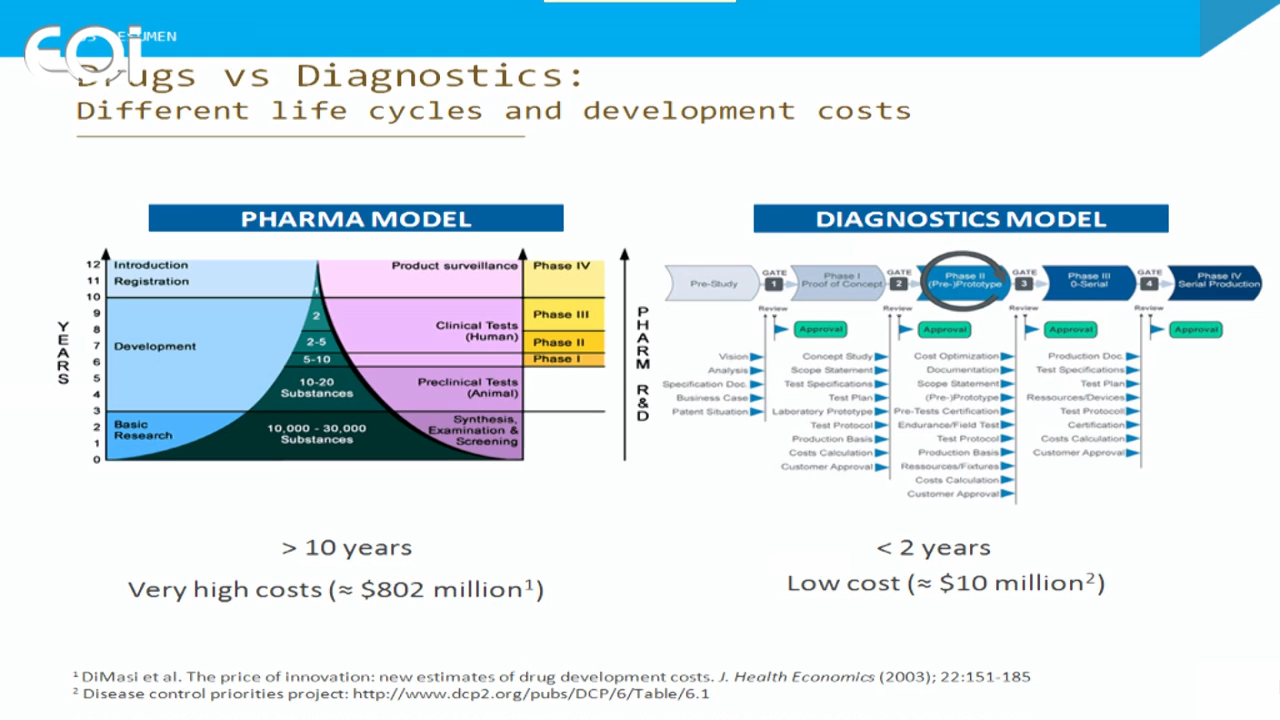 EOI
Drugs vs Diagnostics:
Different life cycles and development costs
PHARMA MODEL
YEARS
12
11
10
9
8
7
6
5
4
3
2
1
0
Introduction
Registration
Development
Basic
Research
1
2
2-5
5-10
10-20
Substances
10,000 - 30,000
Substances
Product surveillance
Clinical Tests
(Human)
Preclinical Tests
(Animal)
Synthesis,
Examination &
Screening
Phase IV
Phase III
Phase II
Phase I
PHARM R&D
> 10 years
Very high costs (≈ $802 million¹)
DIAGNOSTICS MODEL
Pre-Study
GATE
1
Review
Phase I
Proof of Concept
GATE
2
Review
Phase II
(Pre-)Prototype
GATE
3
Review
Phase III
0-Serial
GATE
4
Review
Phase IV
Serial Production
Approval
Approval
Approval
Approval
Vision
Analysis
Specification Doc.
Business Case
Patent Situation
Concept Study
Scope Statement
Test Specifications
Test Plan
Laboratory Prototype
Test Protocol
Production Basis
Costs Calculation
Customer Approval
Cost Optimization
Documentation
Scope Statement
(Pre-)Prototype
Pre-Tests Certification
Endurance/Field Test
Test Protocol
Production Basis
Ressources/Fixtures
Costs Calculation
Customer Approval
Production Doc.
Test Specifications
Test Plan
Ressources/Devices
Test Protocol
Certification
Costs Calculation
Customer Approval
< 2 years
Low cost (≈ $10 million²)
¹ DiMasi et al. The price of innovation: new estimates of drug development costs. J. Health Economics (2003); 22:151-185
² Disease control priorities project: http://www.dcp2.org/pubs/DCP/6/Table/6.1